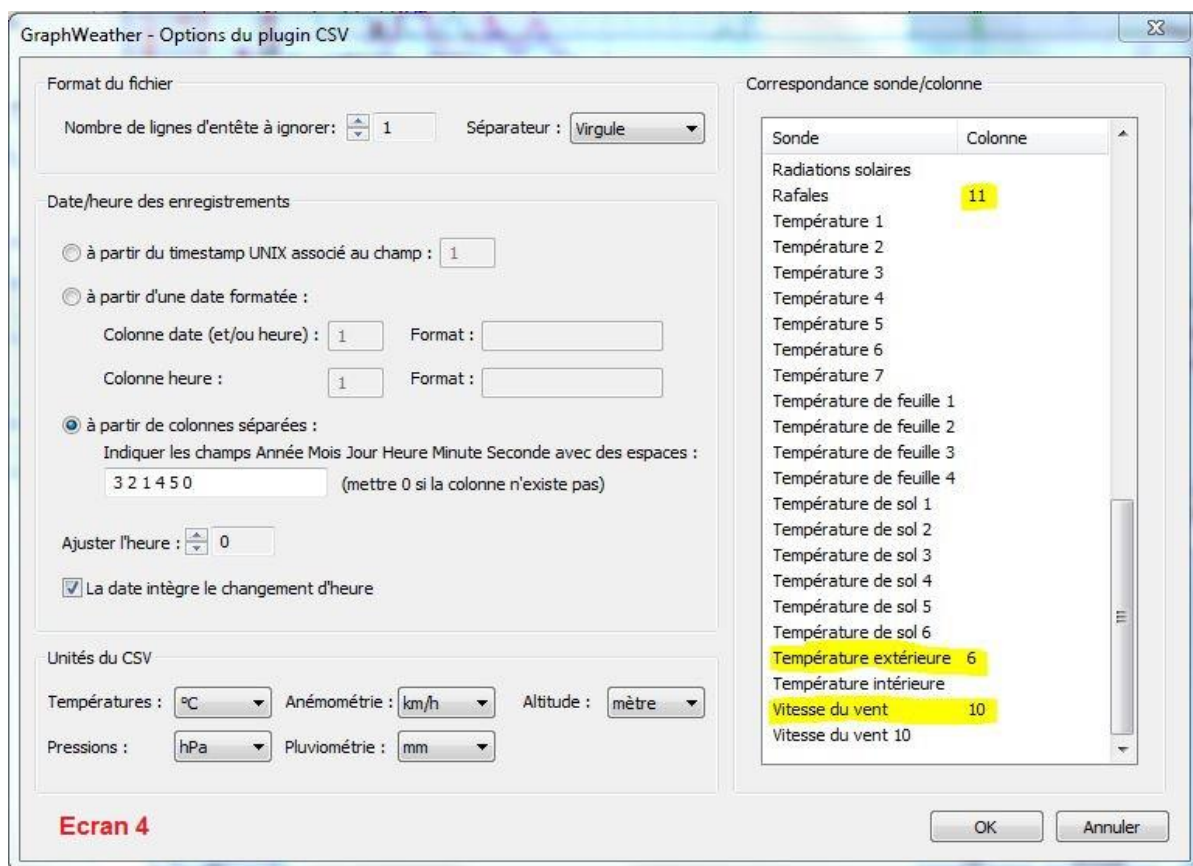 GraphWeather - Options du plugin CSV
Format du fichier
Nombre de lignes d'entête à ignorer: 1 Séparateur : Virgule
Date/heure des enregistrements
à partir du timestamp UNIX associé au champ : 1
à partir d'une date formatée :
Colonne date (et/ou heure) : 1 Format :
Colonne heure : 1 Format :
à partir de colonnes séparées :
Indiquer les champs Année Mois Jour Heure Minute Seconde avec des espaces :
3 2 1 4 5 0 (mettre 0 si la colonne n'existe pas)
Ajuster l'heure : 0
La date intègre le changement d'heure
Unités du CSV
Températures : ºC Anémométrie : km/h Altitude : mètre
Pressions : hPa Pluviométrie : mm
Ecran 4
Correspondance sonde/colonne
Sonde Colonne
Radiations solaires
Rafales 11
Température 1
Température 2
Température 3
Température 4
Température 5
Température 6
Température 7
Température de feuille 1
Température de feuille 2
Température de feuille 3
Température de feuille 4
Température de sol 1
Température de sol 2
Température de sol 3
Température de sol 4
Température de sol 5
Température de sol 6
Température extérieure 6
Température intérieure
Vitesse du vent 10
Vitesse du vent 10
OK Annuler